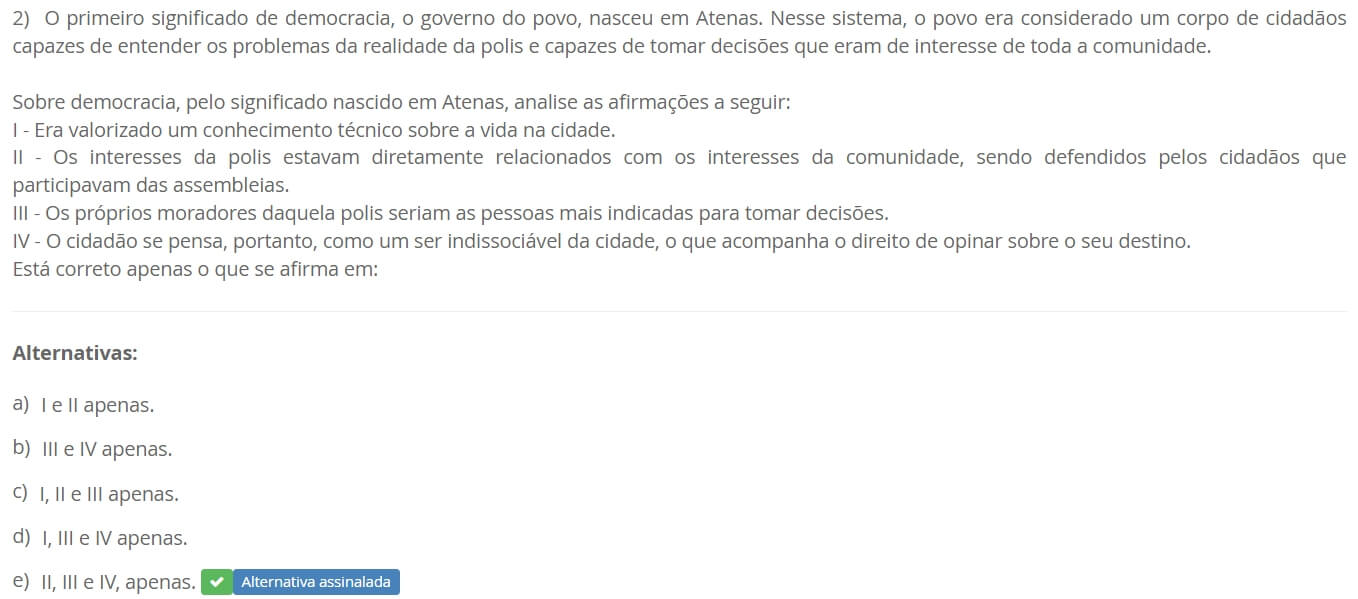 2) O primeiro significado de democracia, o governo do povo, nasceu em Atenas. Nesse sistema, o povo era considerado um corpo de cidadãos
capazes de entender os problemas da realidade da polis e capazes de tomar decisões que eram de interesse de toda a comunidade.
Sobre democracia, pelo significado nascido em Atenas, analise as afirmações a seguir:
I - Era valorizado um conhecimento técnico sobre a vida na cidade.
II - Os interesses da polis estavam diretamente relacionados com os interesses da comunidade, sendo defendidos pelos cidadãos que
participavam das assembleias.
III - Os próprios moradores daquela polis seriam as pessoas mais indicadas para tomar decisões.
IV - O cidadão se pensa, portanto, como um ser indissociável da cidade, o que acompanha o direito de opinar sobre o seu destino.
Está correto apenas o que se afirma em:
Alternativas:
a) I e II apenas.
b) III e IV apenas.
c) I, II e III apenas.
d) I, III e IV apenas.
e) II, III e IV, apenas. Alternativa assinalada